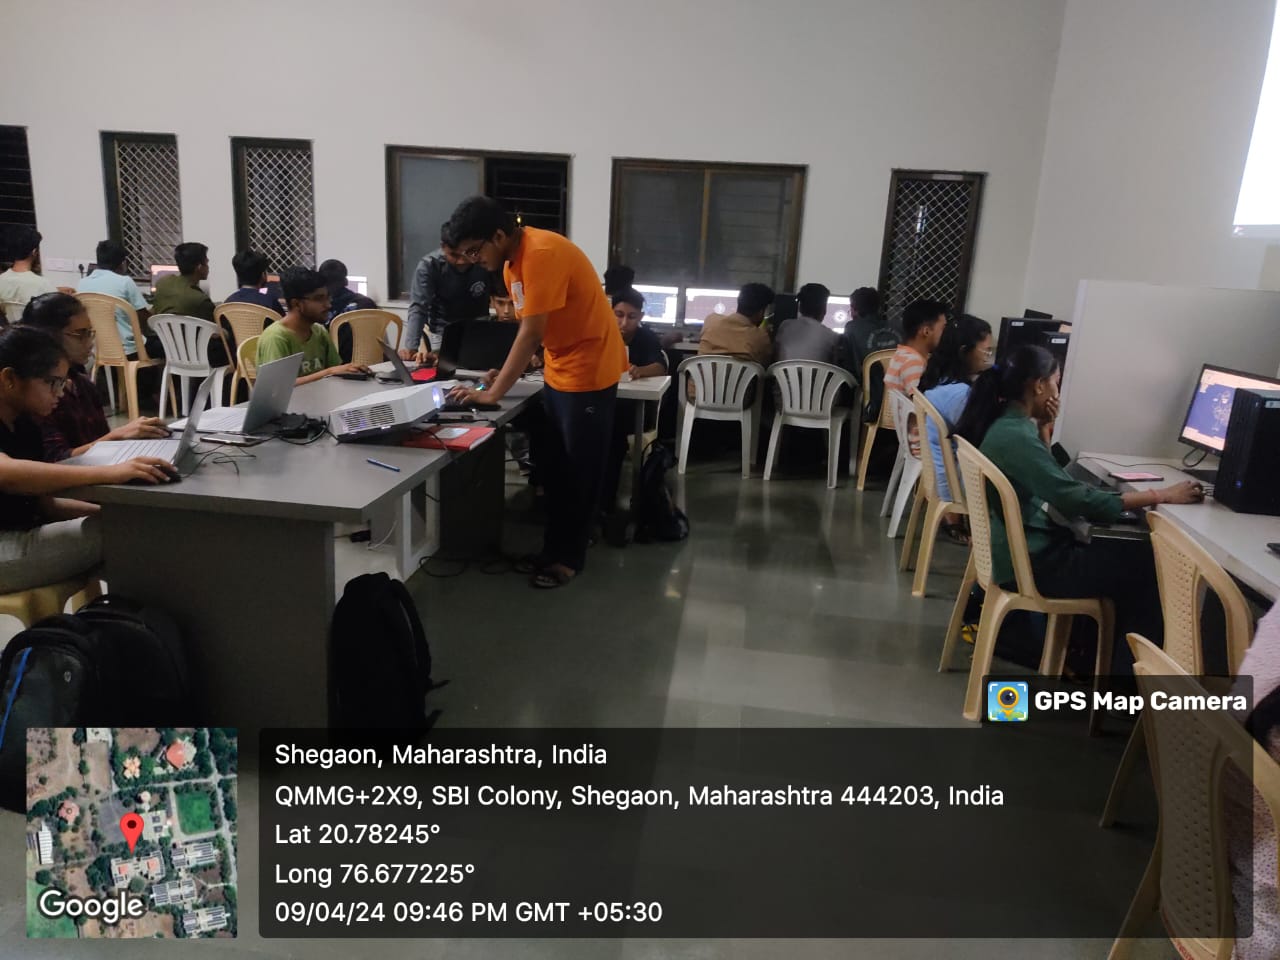 GPS Map Camera
Shegaon, Maharashtra, India
QMMG+2X9, SBI Colony, Shegaon, Maharashtra 444203, India
Lat 20.78245°
Long 76.677225°
09/04/24 09:46 PM GMT +05:30
Google